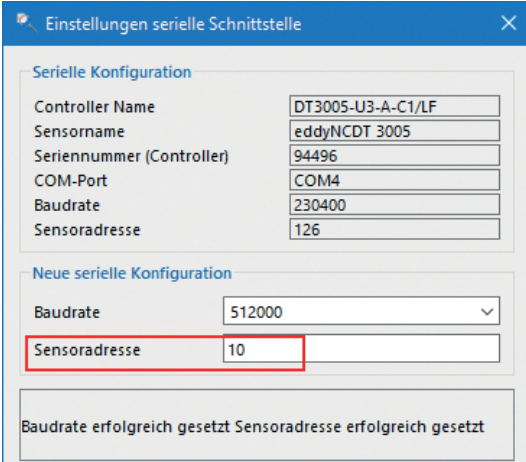 Einstellungen serielle Schnittstelle
Serielle Konfiguration
Controller Name DT3005-U3-A-C1/LF
Sensorname eddyNCDT 3005
Seriennummer (Controller) 94496
COM-Port COM4
Baudrate 230400
Sensoradresse 126
Neue serielle Konfiguration
Baudrate 512000
Sensoradresse 10
Baudrate erfolgreich gesetzt Sensoradresse erfolgreich gesetzt